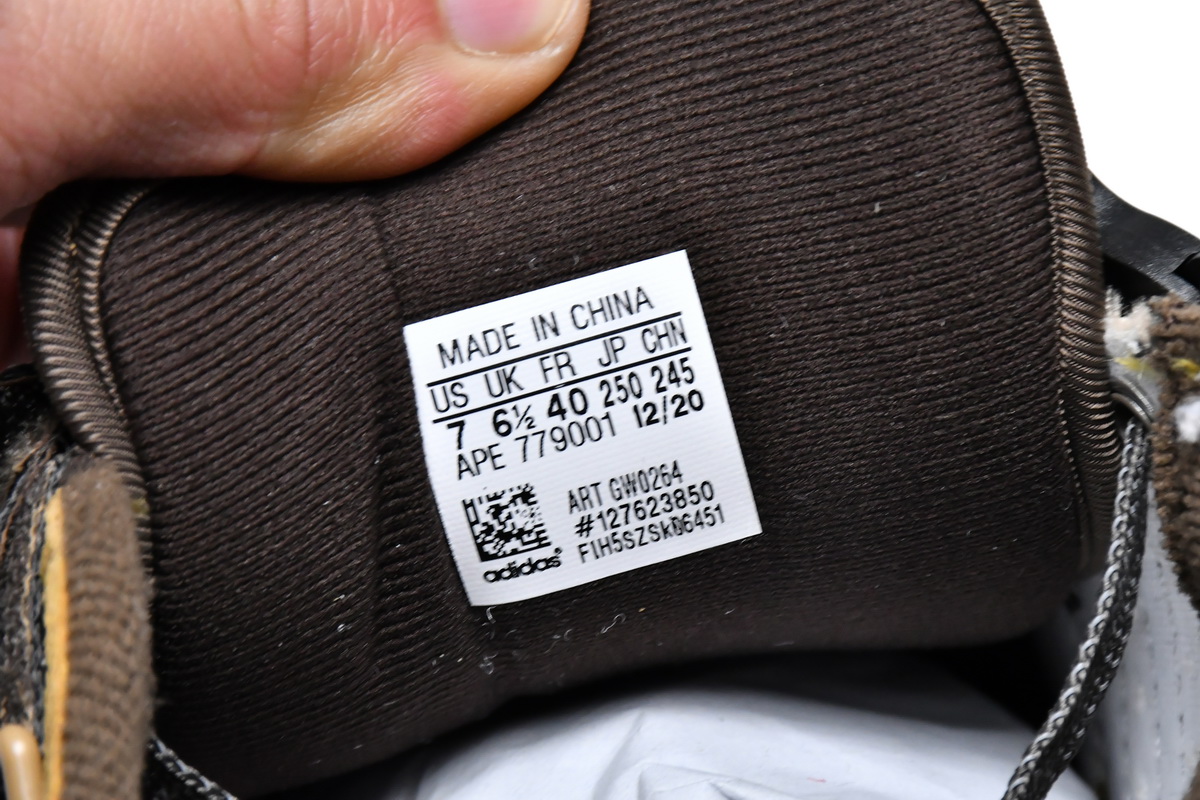 MADE IN CHINA
US UK FR JP CHN
7 6½ 40 250 245
APE 779001 12/20
ART GW0264
#127623850
FIH5SZSkD6451
adidas®